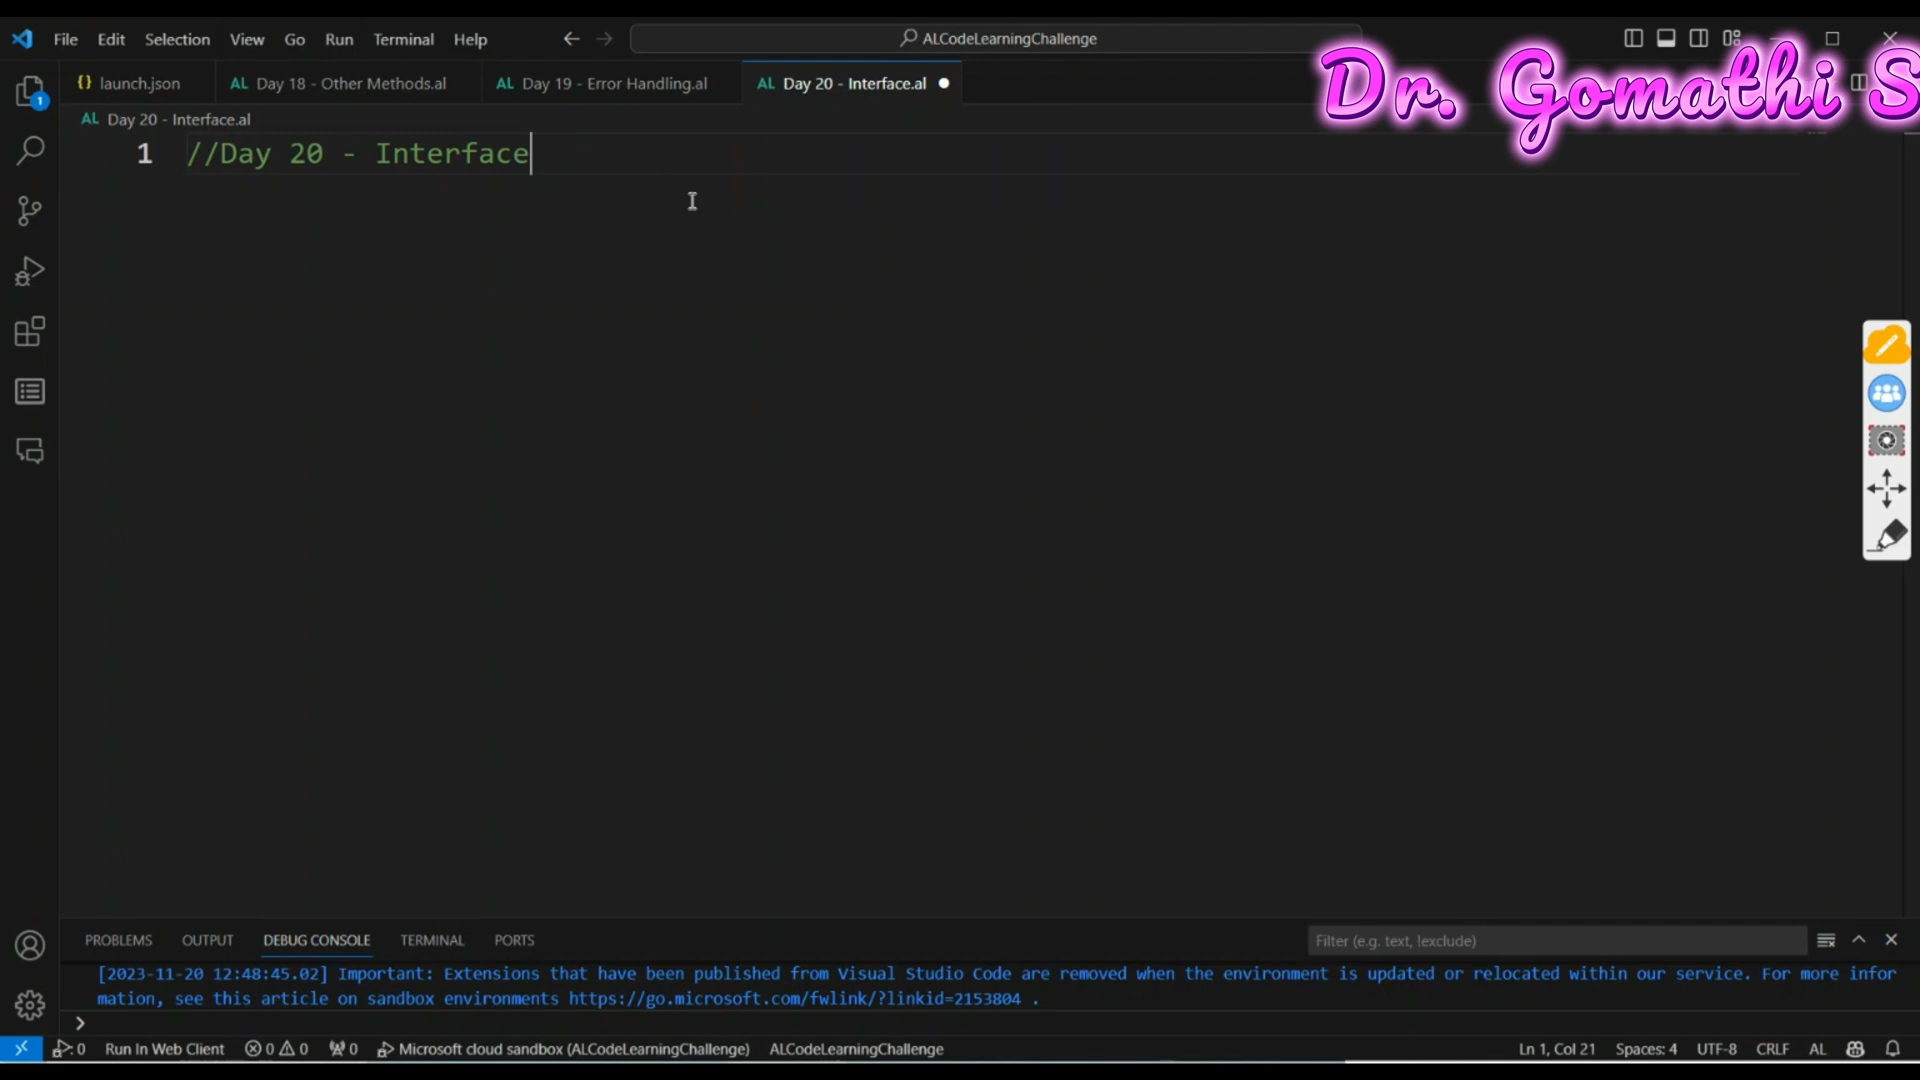 File Edit Selection View Go Run Terminal Help
ALCodeLearningChallenge
Dr. Gomathi S
{} launch.json
AL Day 18 - Other Methods.al
AL Day 19 - Error Handling.al
AL Day 20 - Interface.al
AL Day 20 - Interface.al
1 //Day 20 - Interface
1
PROBLEMS OUTPUT DEBUG CONSOLE TERMINAL PORTS
Filter (e.g. text, !exclude)
[2023-11-20 12:48:45.02] Important: Extensions that have been published from Visual Studio Code are removed when the environment is updated or relocated within our service. For more infor
mation, see this article on sandbox environments https://go.microsoft.com/fwlink/?linkid=2153804 .
0 Run In Web Client 0 0 0 Microsoft cloud sandbox (ALCodeLearningChallenge) ALCodeLearningChallenge Ln 1, Col 21 Spaces: 4 UTF-8 CRLF AL